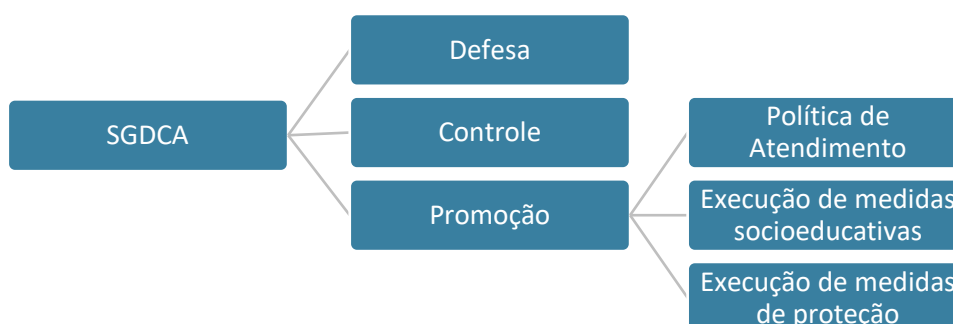 SGDCA
Defesa
Controle
Promoção
Política de
Atendimento
Execução de medidas
socioeducativas
Execução de medidas
de proteção